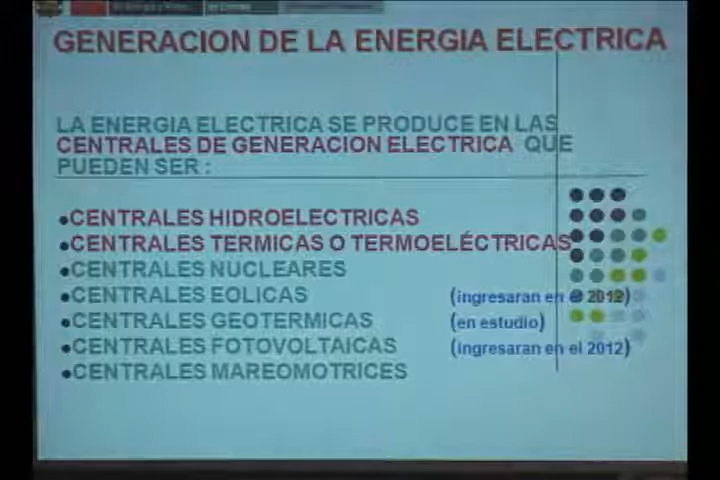 GENERACION DE LA ENERGIA ELECTRICA
LA ENERGIA ELECTRICA SE PRODUCE EN LAS
CENTRALES DE GENERACION ELECTRICA QUE
PUEDEN SER :
•CENTRALES HIDROELECTRICAS
•CENTRALES TERMICAS O TERMOELÉCTRICAS
•CENTRALES NUCLEARES
•CENTRALES EOLICAS (ingresaran en el 2012)
•CENTRALES GEOTERMICAS (en estudio)
•CENTRALES FOTOVOLTAICAS (ingresaran en el 2012)
•CENTRALES MAREOMOTRICES